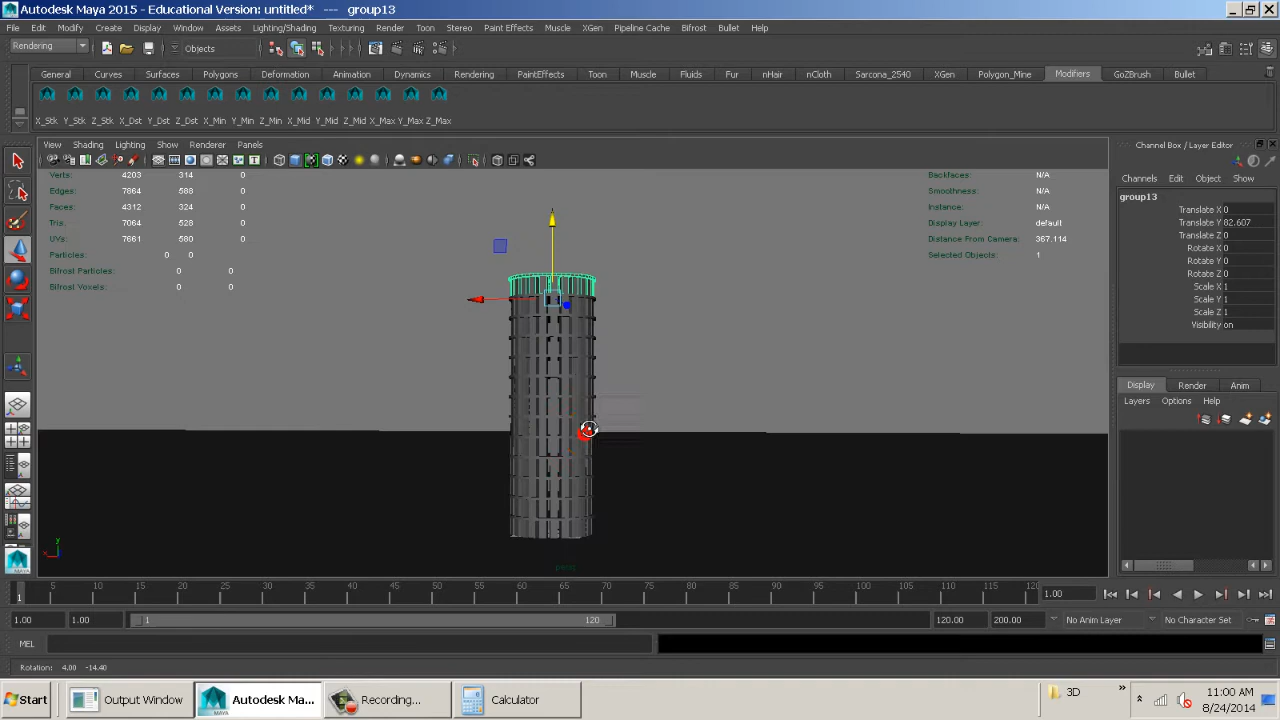 Autodesk Maya 2015 - Educational Version: untitled*   ---   group13
File Edit Modify Create Display Window Assets Lighting/Shading Texturing Render Toon Stereo Paint Effects Muscle XGen Pipeline Cache Bifrost Bullet Help
Rendering Objects
General Curves Surfaces Polygons Deformation Animation Dynamics Rendering PaintEffects Toon Muscle Fluids Fur nHair nCloth Sarcona_2540 XGen Polygon_Mine Modifiers GoZBrush Bullet
X_Stk Y_Stk Z_Stk X_Dst Y_Dst Z_Dst X_Min Y_Min Z_Min X_Mid Y_Mid Z_Mid X_Max Y_Max Z_Max
View Shading Lighting Show Renderer Panels
Verts: 4203 314 0
Edges: 7864 588 0
Faces: 4312 324 0
Tris: 7064 528 0
UVs: 7661 580 0
Particles: 0 0
Bifrost Particles: 0 0
Bifrost Voxels: 0 0
Backfaces: N/A
Smoothness: N/A
Instance: N/A
Display Layer: default
Distance From Camera: 367.114
Selected Objects: 1
y
x
persp
Channel Box / Layer Editor
Channels Edit Object Show
group13
Translate X 0
Translate Y 82.607
Translate Z 0
Rotate X 0
Rotate Y 0
Rotate Z 0
Scale X 1
Scale Y 1
Scale Z 1
Visibility on
Display Render Anim
Layers Options Help
1 5 10 15 20 25 30 35 40 45 50 55 60 65 70 75 80 85 90 95 100 105 110 115 120 1.00
1.00 1.00 1 120 120.00 200.00 No Anim Layer No Character Set
MEL
Rotation: 4.00 -14.40
Start Output Window Autodesk Ma... Recording... Calculator 3D » 11:00 AM
8/24/2014